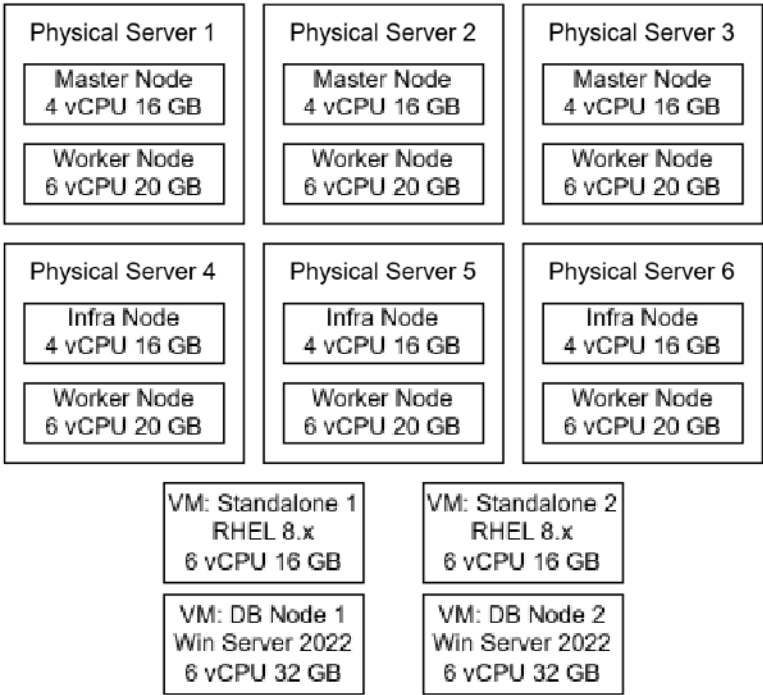 Physical Server 1
Master Node
4 vCPU 16 GB
Worker Node
6 vCPU 20 GB
Physical Server 2
Master Node
4 vCPU 16 GB
Worker Node
6 vCPU 20 GB
Physical Server 3
Master Node
4 vCPU 16 GB
Worker Node
6 vCPU 20 GB
Physical Server 4
Infra Node
4 vCPU 16 GB
Worker Node
6 vCPU 20 GB
Physical Server 5
Infra Node
4 vCPU 16 GB
Worker Node
6 vCPU 20 GB
Physical Server 6
Infra Node
4 vCPU 16 GB
Worker Node
6 vCPU 20 GB
VM: Standalone 1
RHEL 8.x
6 vCPU 16 GB
VM: Standalone 2
RHEL 8.x
6 vCPU 16 GB
VM: DB Node 1
Win Server 2022
6 vCPU 32 GB
VM: DB Node 2
Win Server 2022
6 vCPU 32 GB